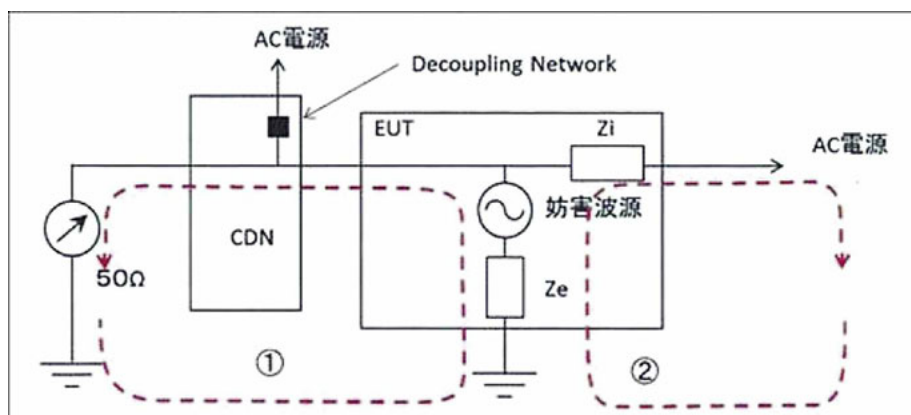 AC電源
Decoupling Network
EUT
Zi
AC電源
妨害波源
CDN
50Ω
Ze
①
②